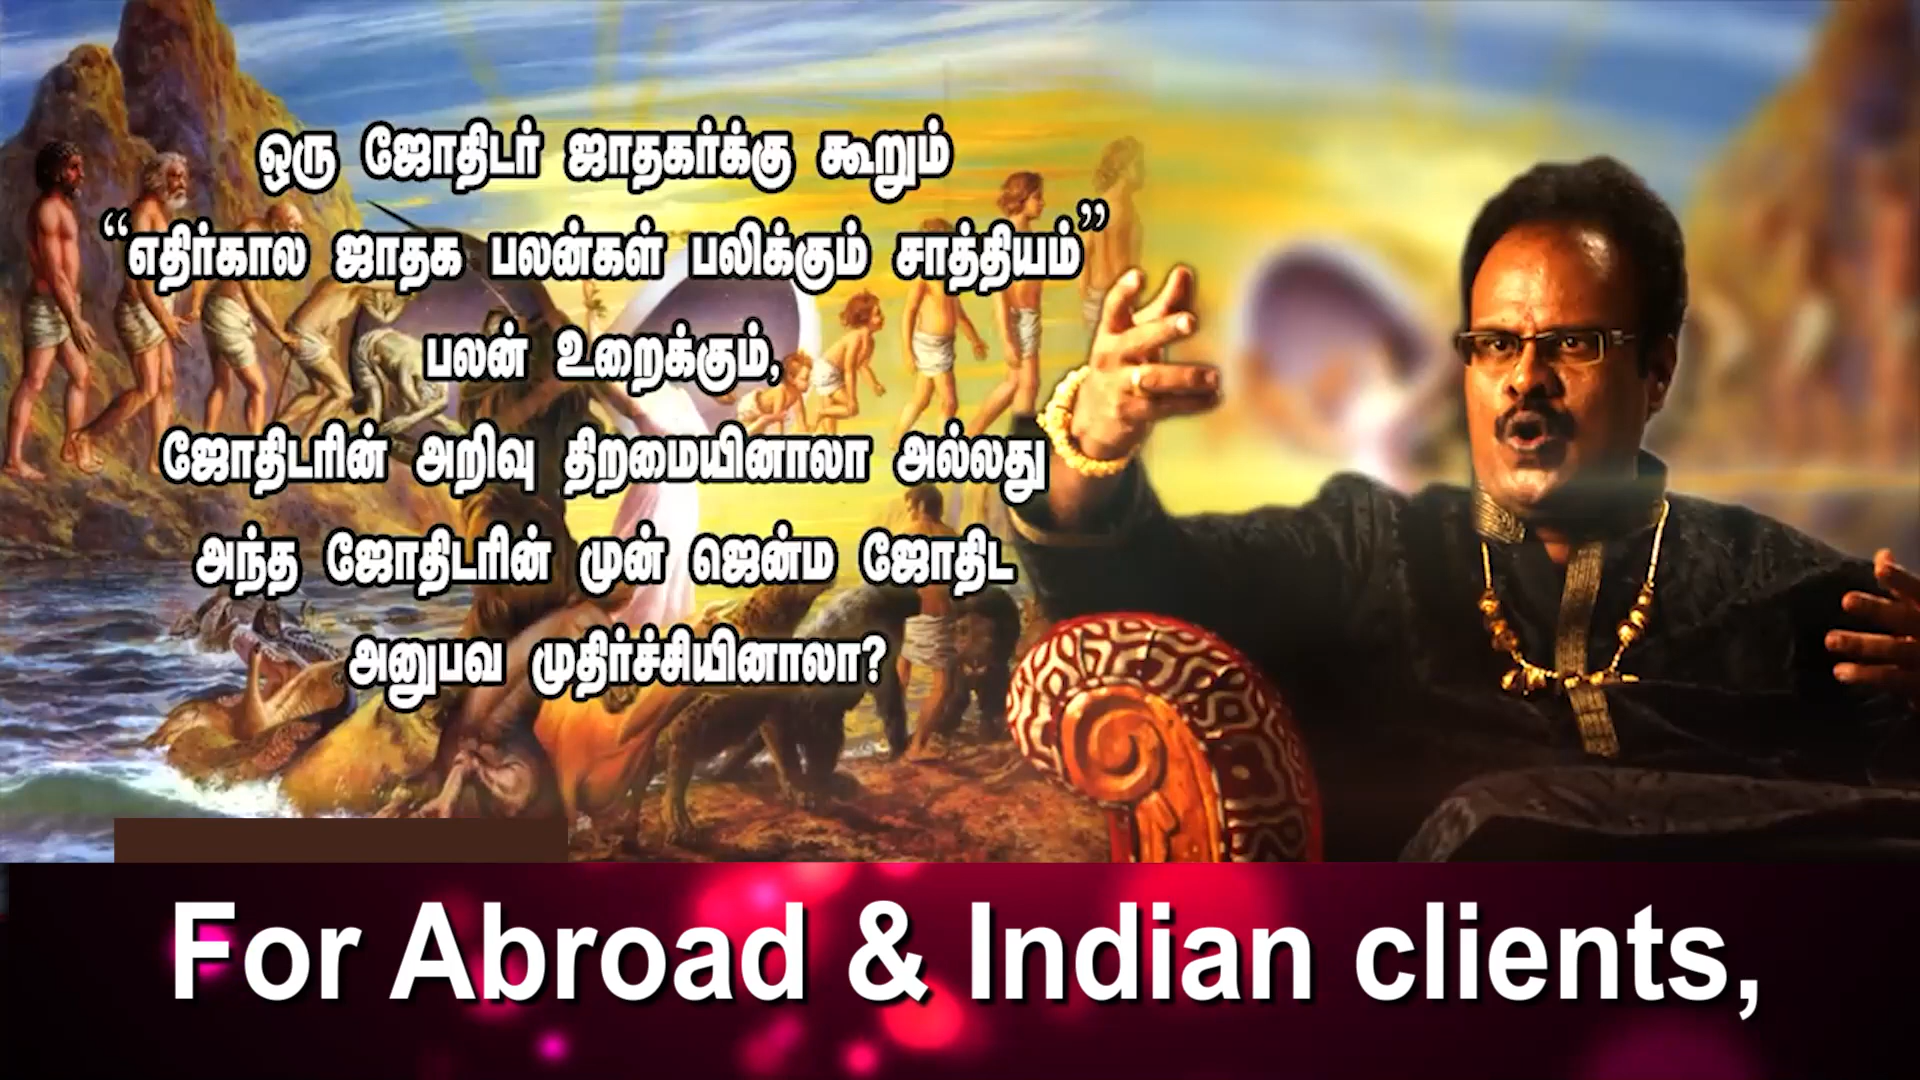 ஒரு ஜோதிடர் ஜாதகர்க்கு கூறும்
“எதிர்கால ஜாதக பலன்கள் பலிக்கும் சாத்தியம்”
பலன் உறைக்கும்,
ஜோதிடரின் அறிவு திறமையினாலா அல்லது
அந்த ஜோதிடரின் முன் ஜென்ம ஜோதிட
அனுபவ முதிர்ச்சியினாலா?
For Abroad & Indian clients,